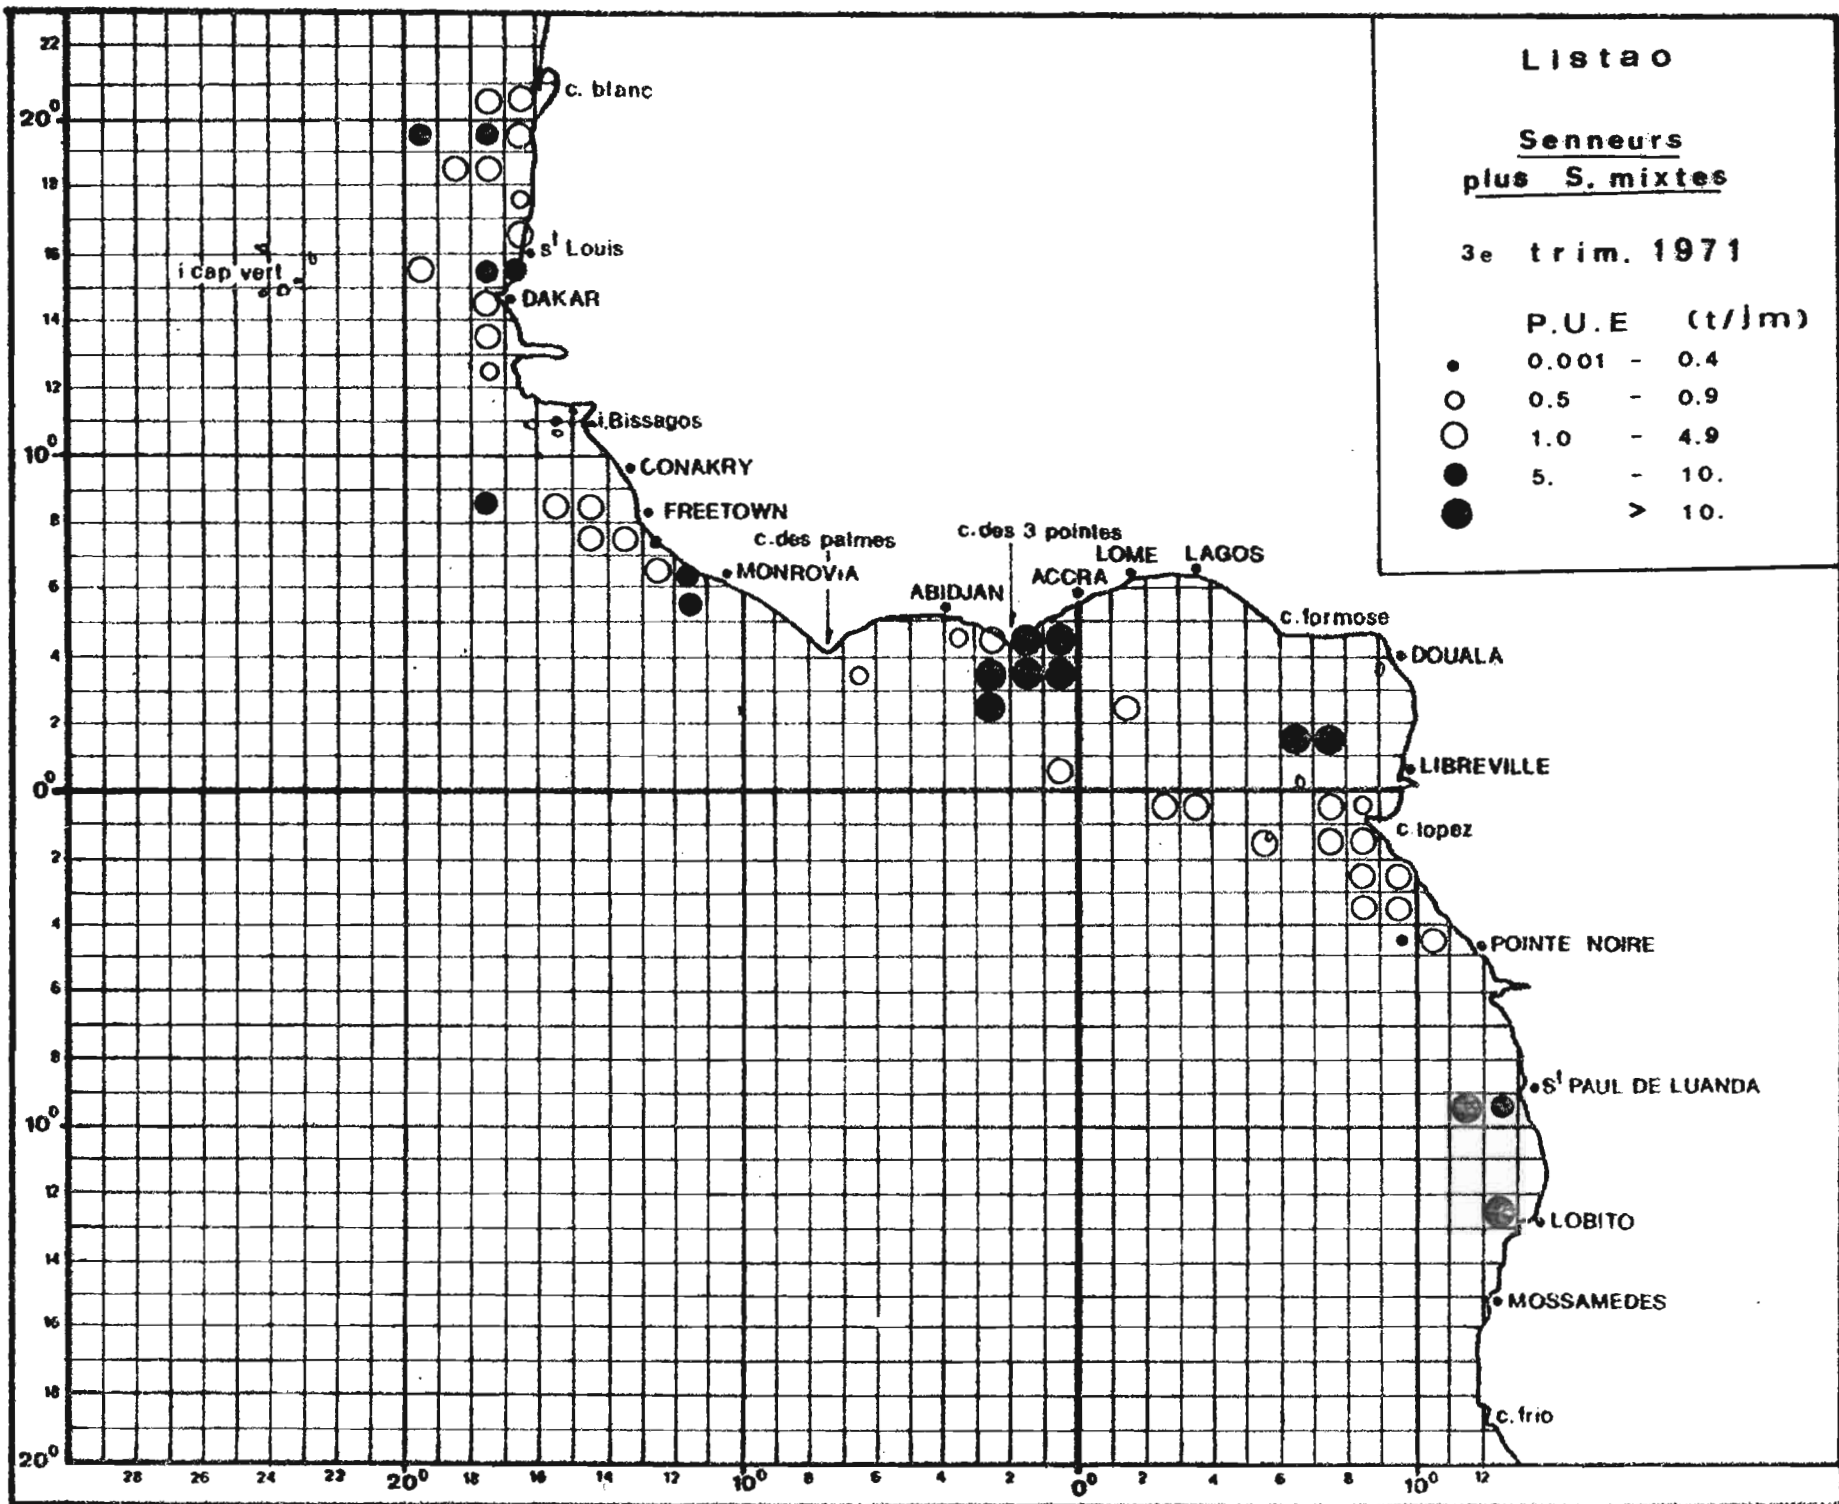 Listao
Senneurs
plus S. mixtes
3e trim. 1971
P.U.E (t/jm)
0.001 - 0.4
0.5 - 0.9
1.0 - 4.9
5. - 10.
> 10.
22
20°
18
16
14
12
10°
8
6
4
2
0°
2
4
6
8
10°
12
14
16
18
20°
c. blanc
st Louis
i cap vert
DAKAR
i.Bissagos
CONAKRY
FREETOWN
c.des palmes
c.des 3 pointes
MONROVIA
ABIDJAN
ACCRA
LOME
LAGOS
c.formose
DOUALA
LIBREVILLE
c.lopez
POINTE NOIRE
St PAUL DE LUANDA
LOBITO
MOSSAMEDES
c.frio
28 26 24 22 20° 18 16 14 12 10° 8 6 4 2 0° 2 4 6 8 10° 12